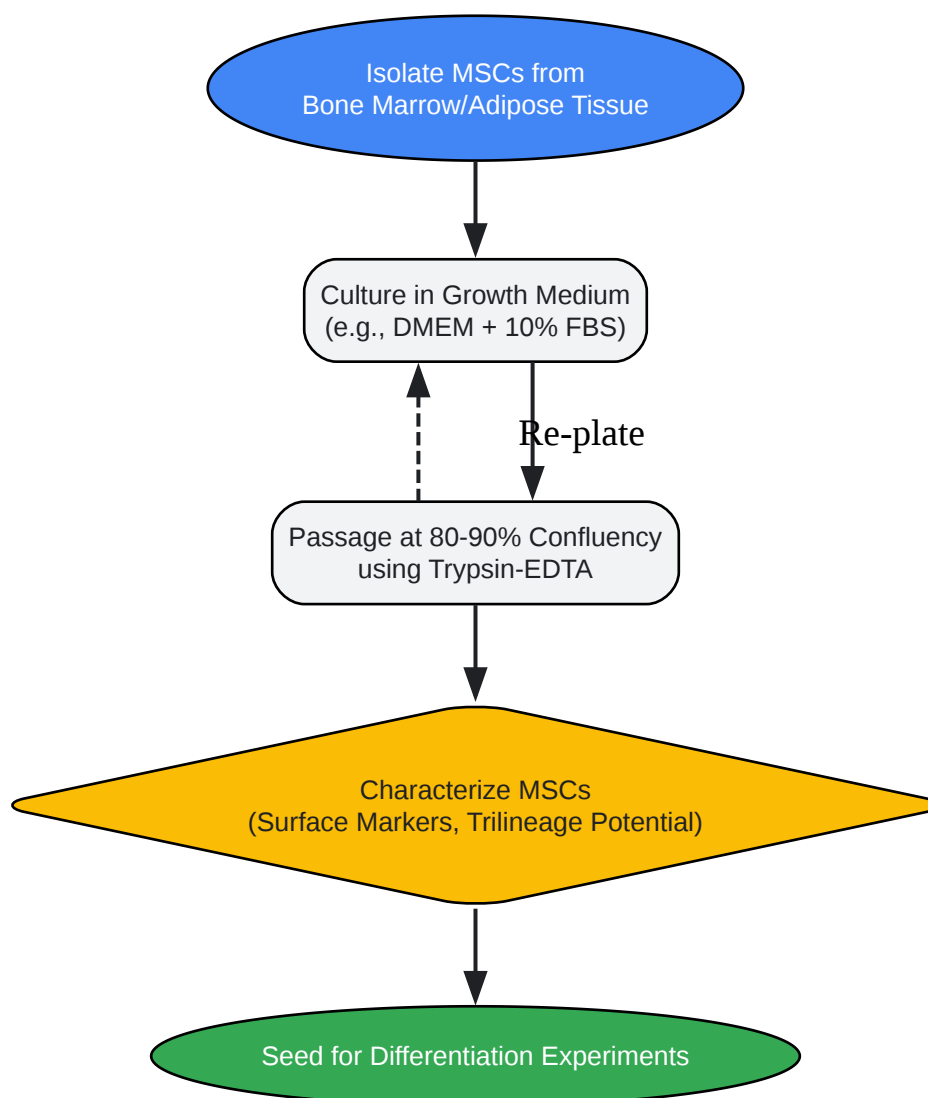 Isolate MSCs from
Bone Marrow/Adipose Tissue
Culture in Growth Medium
(e.g., DMEM + 10% FBS)
Re-plate
Passage at 80-90% Confluency
using Trypsin-EDTA
Characterize MSCs
(Surface Markers, Trilineage Potential)
Seed for Differentiation Experiments